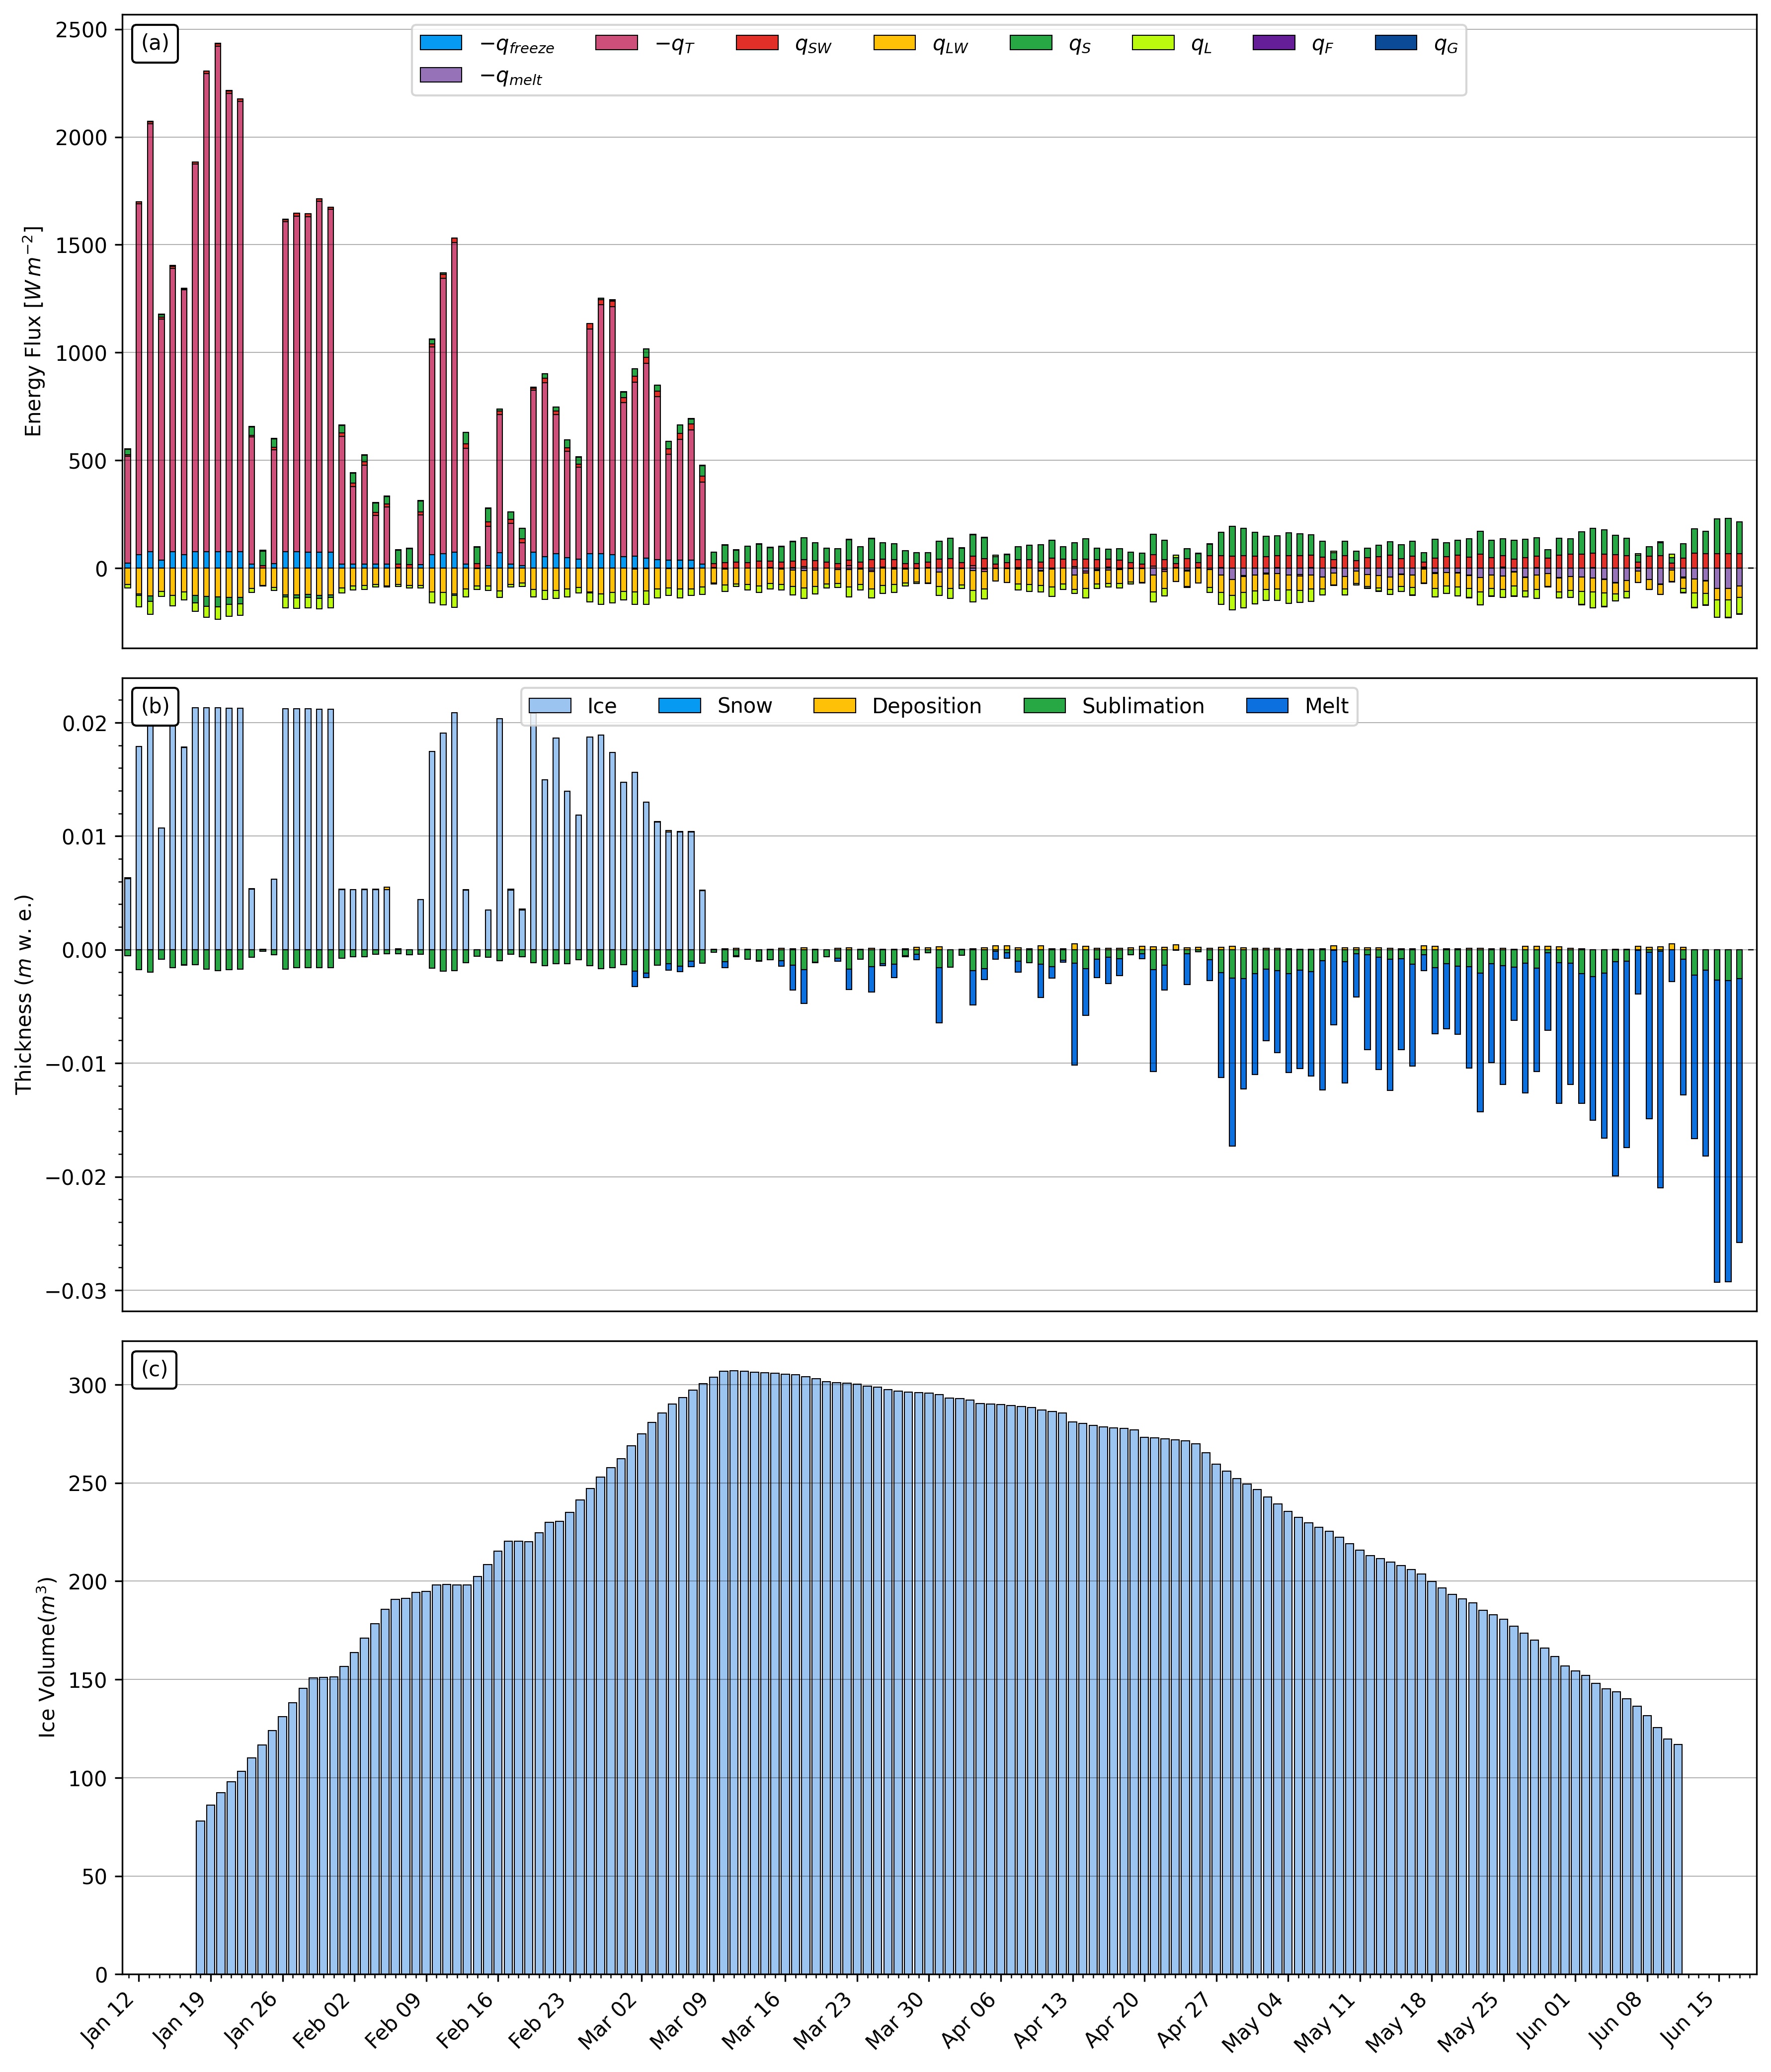 (a)
−q_freeze −q_T q_SW q_LW q_S q_L q_F q_G
−q_melt
2500
2000
1500
1000
500
0
Energy Flux [W m⁻²]
(b)
Ice Snow Deposition Sublimation Melt
0.02
0.01
0.00
−0.01
−0.02
−0.03
Thickness (m w. e.)
(c)
300
250
200
150
100
50
0
Ice Volume(m³)
Jan 12 Jan 19 Jan 26 Feb 02 Feb 09 Feb 16 Feb 23 Mar 02 Mar 09 Mar 16 Mar 23 Mar 30 Apr 06 Apr 13 Apr 20 Apr 27 May 04 May 11 May 18 May 25 Jun 01 Jun 08 Jun 15